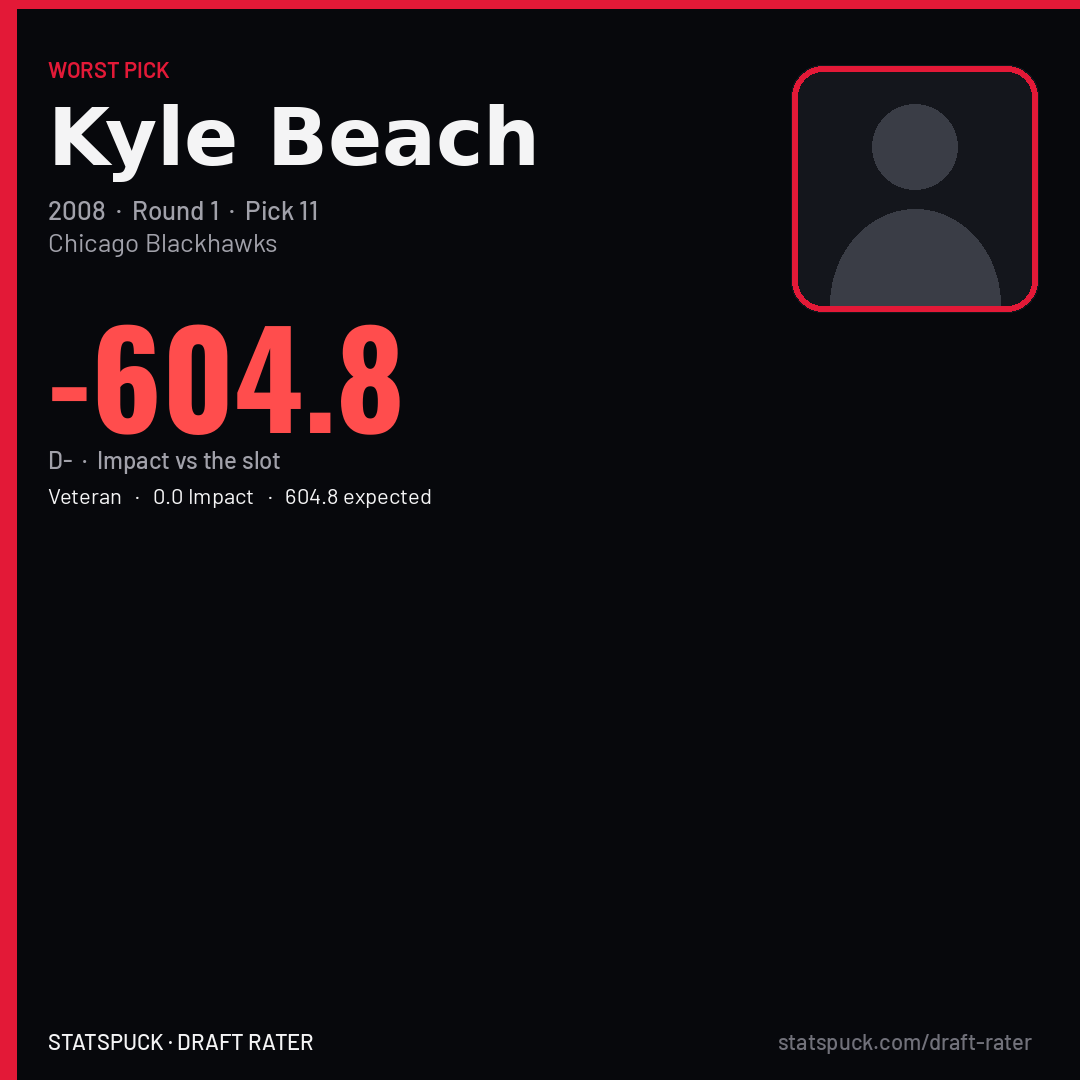 WORST PICK
Kyle Beach
2008 · Round 1 · Pick 11
Chicago Blackhawks
-604.8
D- · Impact vs the slot
Veteran · 0.0 Impact · 604.8 expected
STATSPUCK · DRAFT RATER
statspuck.com/draft-rater